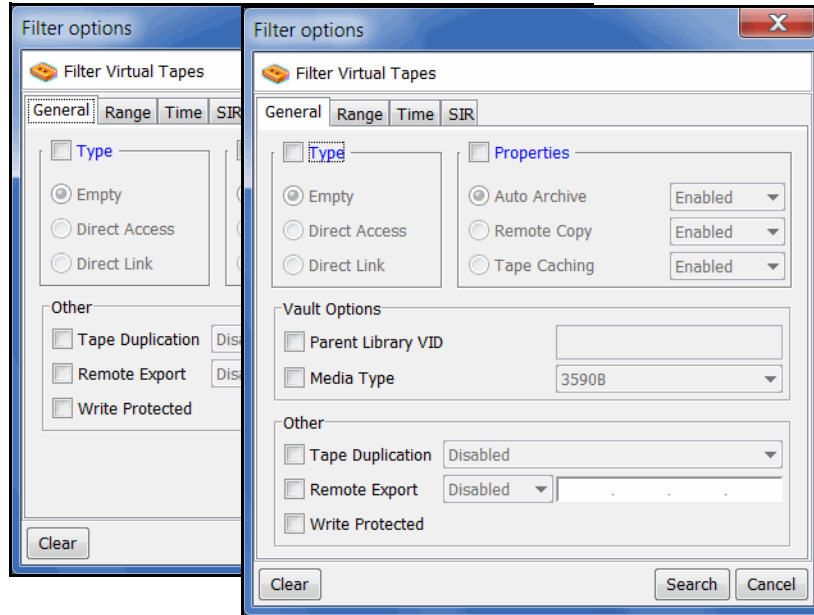 Filter options
Filter Virtual Tapes
General Range Time SIR
Type
Empty
Direct Access
Direct Link
Other
Tape Duplication Disa
Remote Export Disa
Write Protected
Clear
Filter options
Filter Virtual Tapes
General Range Time SIR
Type Properties
Empty Auto Archive Enabled
Direct Access Remote Copy Enabled
Direct Link Tape Caching Enabled
Vault Options
Parent Library VID
Media Type 3590B
Other
Tape Duplication Disabled
Remote Export Disabled . . .
Write Protected
Clear Search Cancel